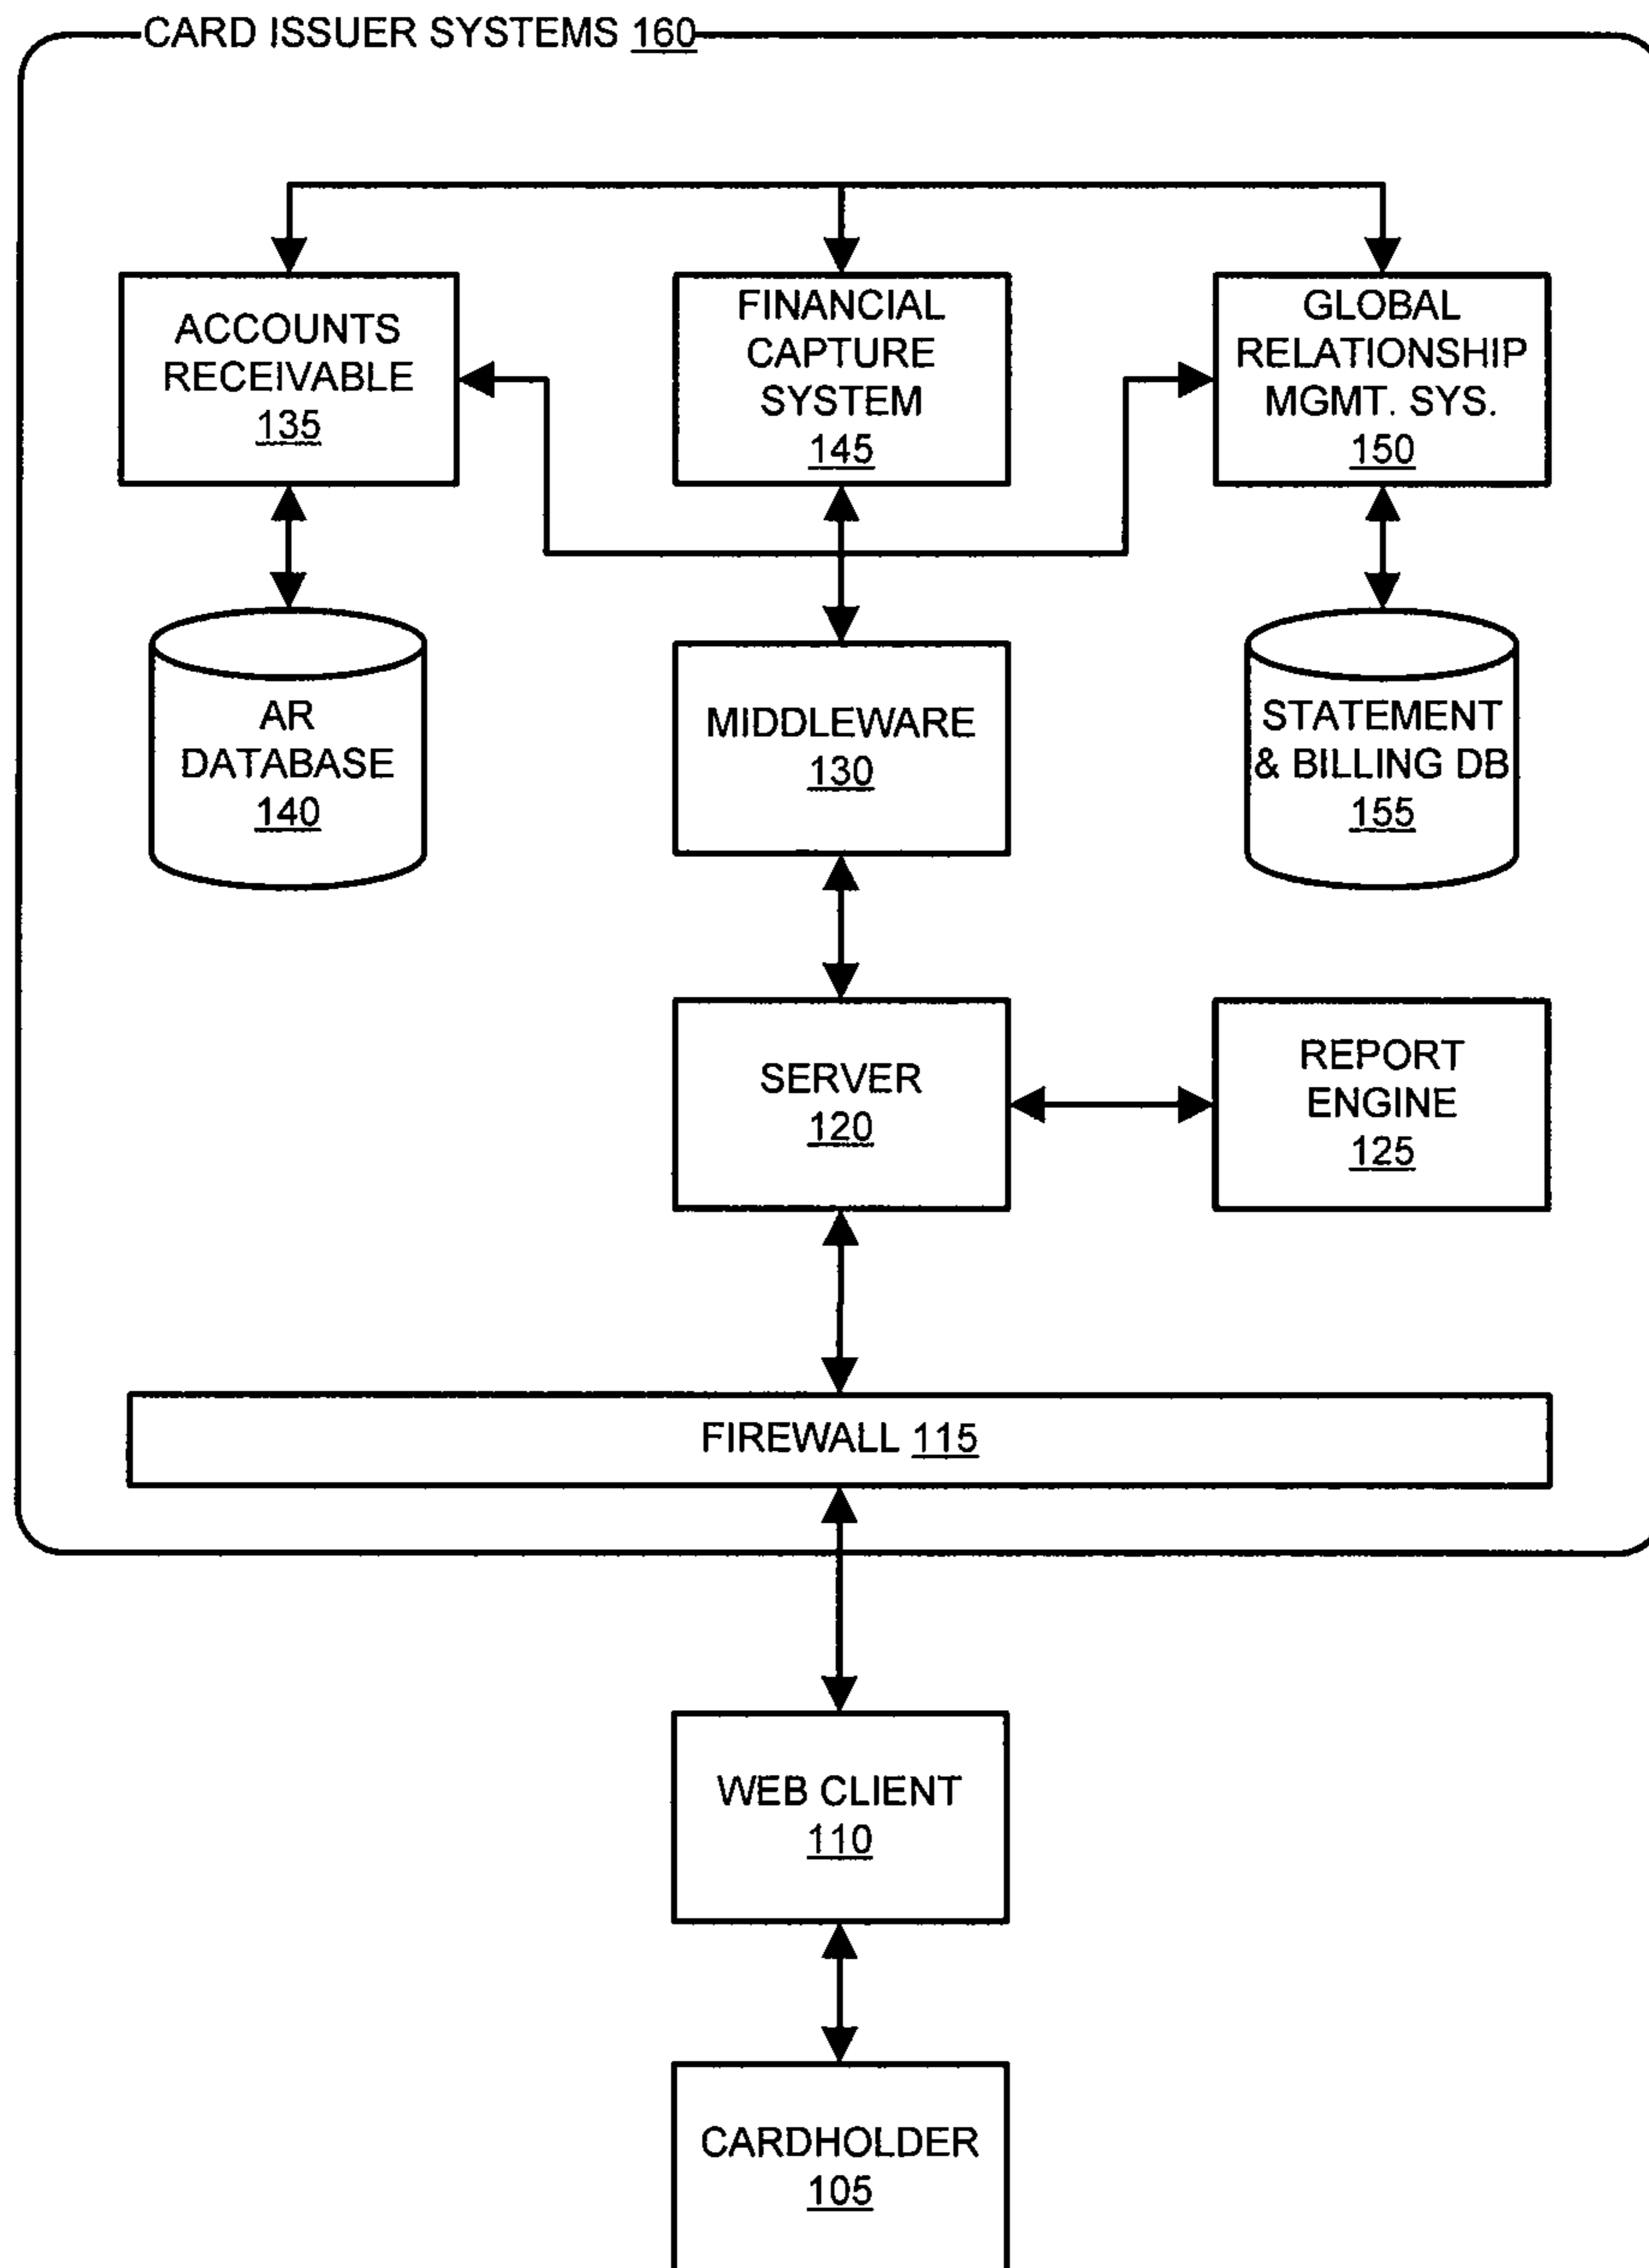 CARD ISSUER SYSTEMS 160
ACCOUNTS
RECEIVABLE
135
FINANCIAL
CAPTURE
SYSTEM
145
GLOBAL
RELATIONSHIP
MGMT. SYS.
150
AR
DATABASE
140
MIDDLEWARE
130
STATEMENT
& BILLING DB
155
SERVER
120
REPORT
ENGINE
125
FIREWALL 115
WEB CLIENT
110
CARDHOLDER
105